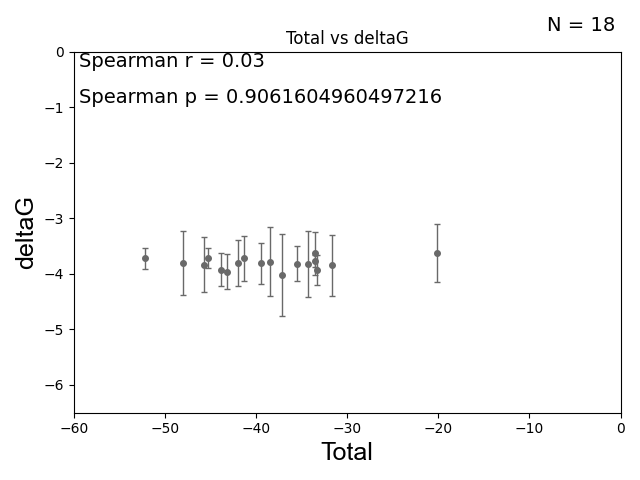 N = 18
Total vs deltaG
Spearman r = 0.03
Spearman p = 0.9061604960497216
0
−1
−2
−3
−4
−5
−6
deltaG
−60 −50 −40 −30 −20 −10 0
Total